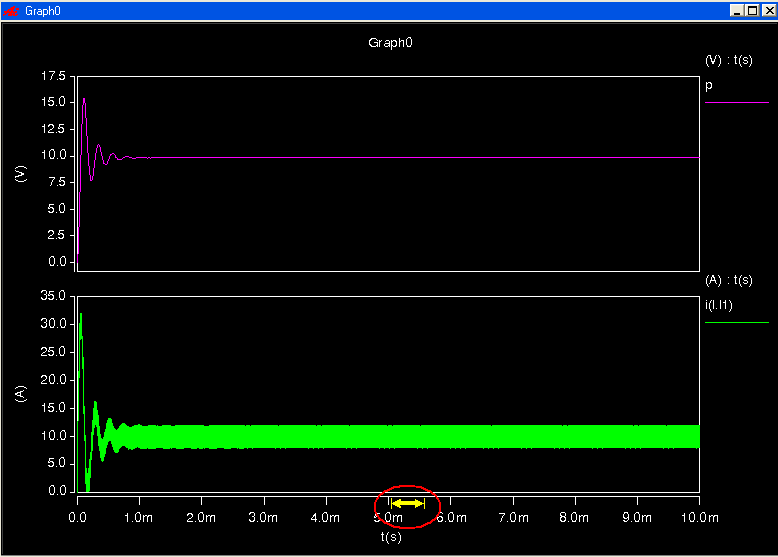 Graph0
Graph0
(V) : t(s)
p
17.5
15.0
12.5
10.0
7.5
5.0
2.5
0.0
(V)
(A) : t(s)
i(l.l1)
35.0
30.0
25.0
20.0
15.0
10.0
5.0
0.0
(A)
0.0 1.0m 2.0m 3.0m 4.0m 5.0m 6.0m 7.0m 8.0m 9.0m 10.0m
t(s)